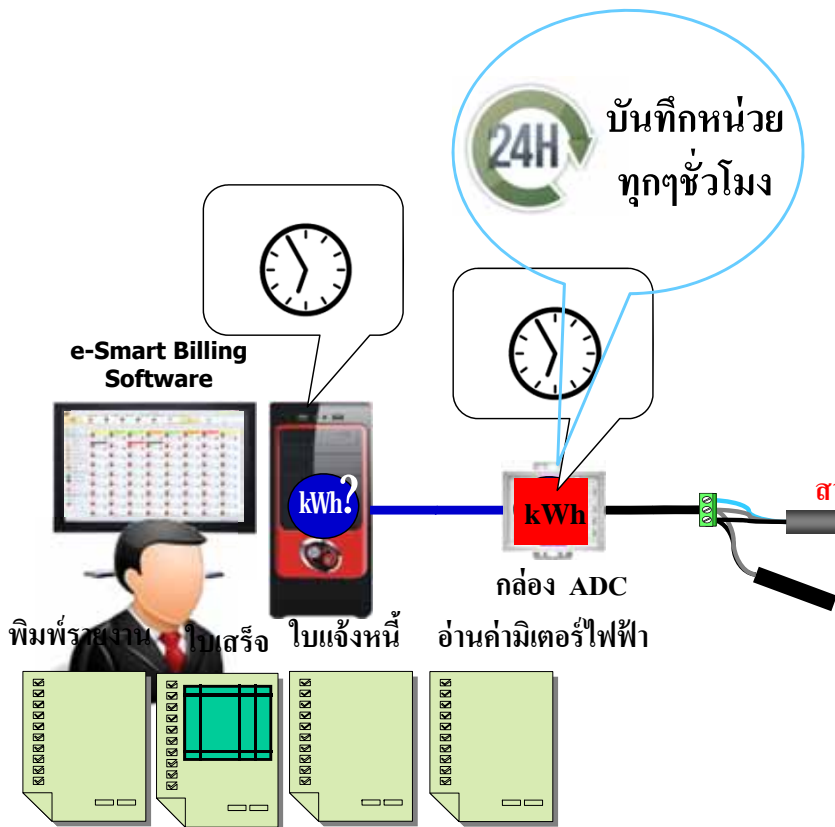 24H
บันทึกหน่วย
ทุกๆชั่วโมง
e-Smart Billing
Software
kWh?
kWh
กล่อง ADC
พิมพ์รายงาน
ใบเสร็จ
ใบแจ้งหนี้
อ่านค่ามิเตอร์ไฟฟ้า